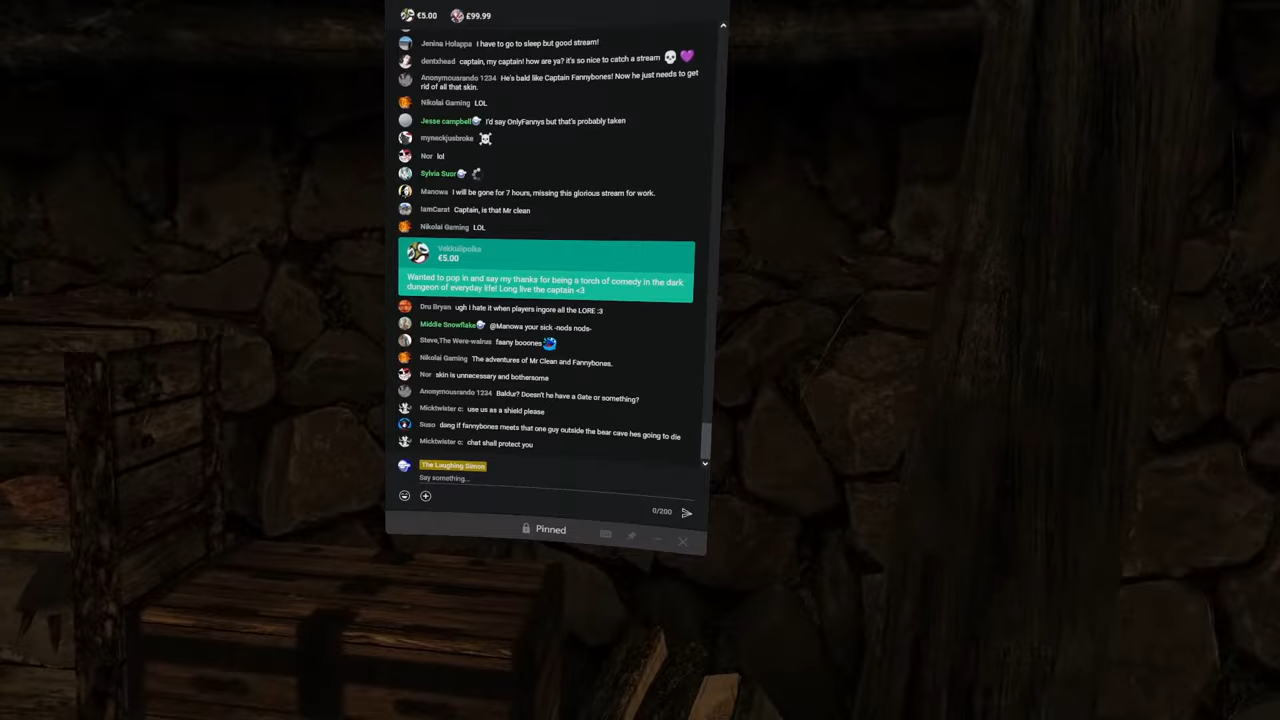 €5.00 £99.99
Jenina Holappa I have to go to sleep but good stream!
dentxhead captain, my captain! how are ya? it's so nice to catch a stream
Anonymousrando 1234 He's bald like Captain Fannybones! Now he just needs to get
rid of all that skin.
Nikolai Gaming LOL
Jesse campbell I'd say OnlyFannys but that's probably taken
myneckjusbroke
Nor lol
Sylvia Suor
Manowa I will be gone for 7 hours, missing this glorious stream for work.
IamCarat Captain, is that Mr clean
Nikolai Gaming LOL
Vekkulipoika
€5.00
Wanted to pop in and say my thanks for being a torch of comedy in the dark
dungeon of everyday life! Long live the captain <3
Dru Bryan ugh I hate it when players ingore all the LORE :3
Middle Snowflake @Manowa your sick -nods nods-
Steve,The Were-walrus faany booones
Nikolai Gaming The adventures of Mr Clean and Fannybones.
Nor skin is unnecessary and bothersome
Anonymousrando 1234 Baldur? Doesn't he have a Gate or something?
Micktwister c: use us as a shield please
Suso dang if fannybones meets that one guy outside the bear cave hes going to die
Micktwister c: chat shall protect you
The Laughing Simon
Say something...
0/200
Pinned